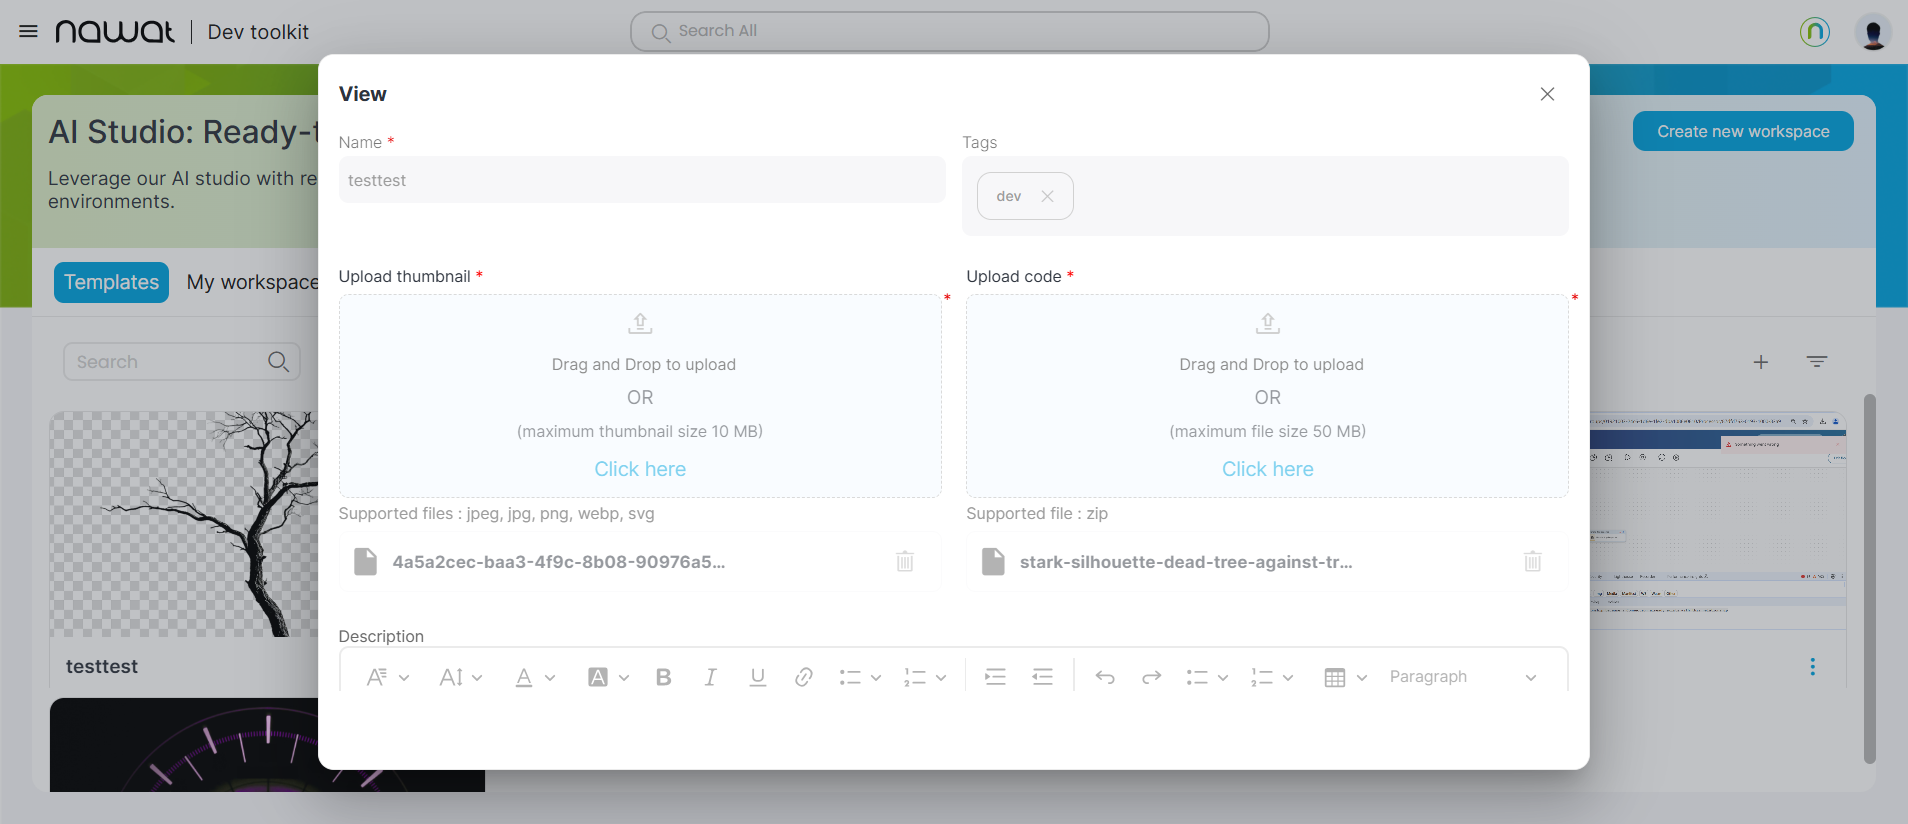 nawat
Dev toolkit
Search All
AI Studio: Ready-t
Leverage our AI studio with re
environments.
Create new workspace
Templates
My workspace
Search
testtest
View
Name *
testtest
Tags
dev
Upload thumbnail *
Drag and Drop to upload
OR
(maximum thumbnail size 10 MB)
Click here
*
Supported files : jpeg, jpg, png, webp, svg
4a5a2cec-baa3-4f9c-8b08-90976a5...
Upload code *
Drag and Drop to upload
OR
(maximum file size 50 MB)
Click here
*
Supported file : zip
stark-silhouette-dead-tree-against-tr...
Description
Paragraph
Something went wrong